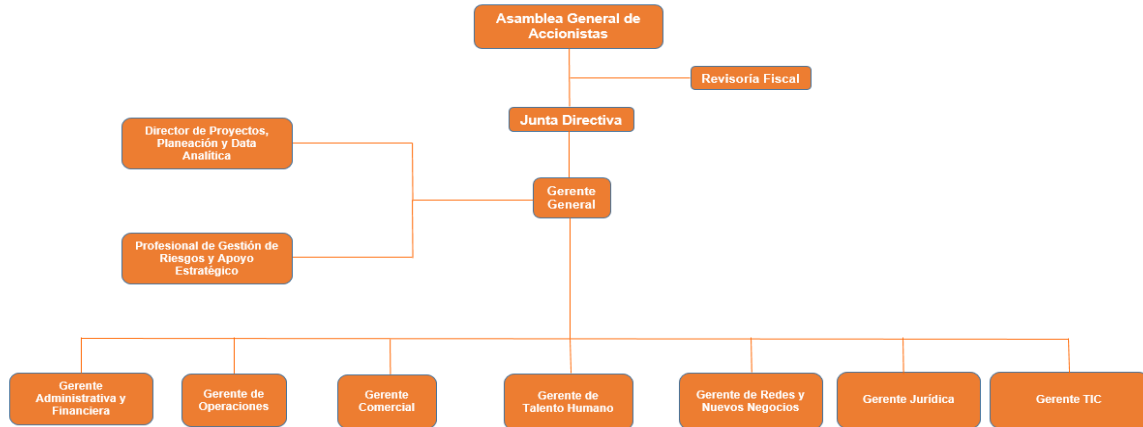 Asamblea General de
Accionistas
Revisoría Fiscal
Junta Directiva
Director de Proyectos,
Planeación y Data
Analítica
Gerente
General
Profesional de Gestión de
Riesgos y Apoyo
Estratégico
Gerente
Administrativa y
Financiera
Gerente de
Operaciones
Gerente
Comercial
Gerente de
Talento Humano
Gerente de Redes y
Nuevos Negocios
Gerente Jurídica
Gerente TIC